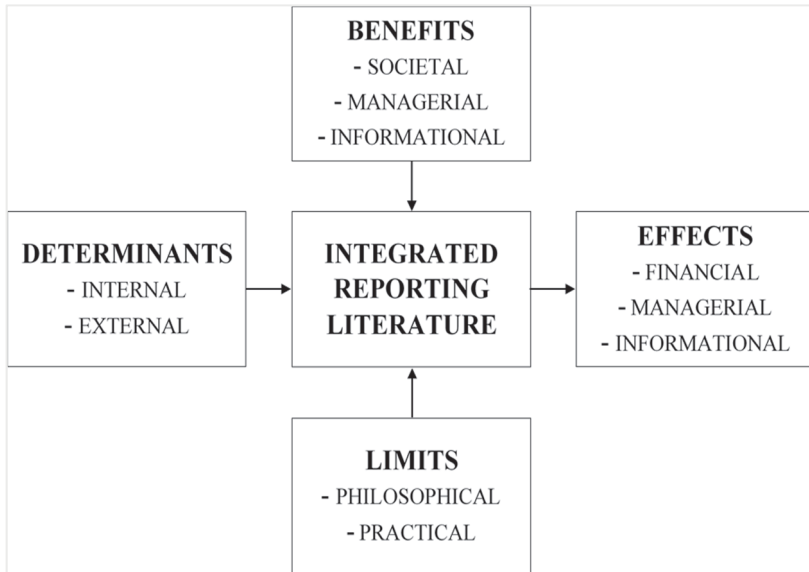 BENEFITS
- SOCIETAL
- MANAGERIAL
- INFORMATIONAL
DETERMINANTS
- INTERNAL
- EXTERNAL
INTEGRATED
REPORTING
LITERATURE
EFFECTS
- FINANCIAL
- MANAGERIAL
- INFORMATIONAL
LIMITS
- PHILOSOPHICAL
- PRACTICAL